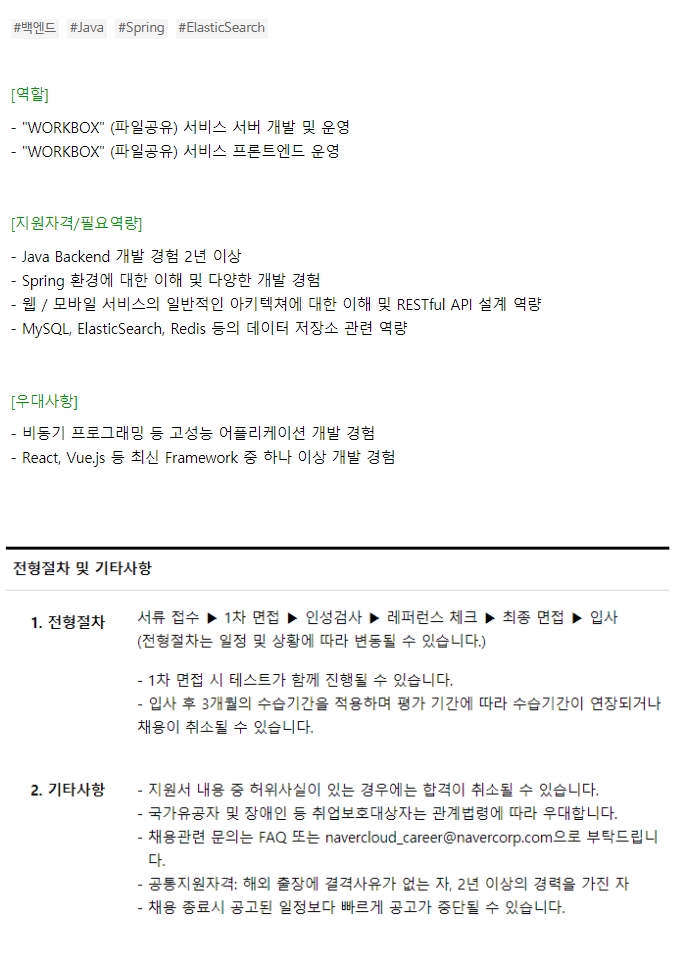 #백엔드 #Java #Spring #ElasticSearch
[역할]
- "WORKBOX" (파일공유) 서비스 서버 개발 및 운영
- "WORKBOX" (파일공유) 서비스 프론트엔드 운영
[지원자격/필요역량]
- Java Backend 개발 경험 2년 이상
- Spring 환경에 대한 이해 및 다양한 개발 경험
- 웹 / 모바일 서비스의 일반적인 아키텍쳐에 대한 이해 및 RESTful API 설계 역량
- MySQL, ElasticSearch, Redis 등의 데이터 저장소 관련 역량
[우대사항]
- 비동기 프로그래밍 등 고성능 어플리케이션 개발 경험
- React, Vue.js 등 최신 Framework 중 하나 이상 개발 경험
전형절차 및 기타사항
1. 전형절차
서류 접수 ▶ 1차 면접 ▶ 인성검사 ▶ 레퍼런스 체크 ▶ 최종 면접 ▶ 입사
(전형절차는 일정 및 상황에 따라 변동될 수 있습니다.)
- 1차 면접 시 테스트가 함께 진행될 수 있습니다.
- 입사 후 3개월의 수습기간을 적용하며 평가 기간에 따라 수습기간이 연장되거나
채용이 취소될 수 있습니다.
2. 기타사항
- 지원서 내용 중 허위사실이 있는 경우에는 합격이 취소될 수 있습니다.
- 국가유공자 및 장애인 등 취업보호대상자는 관계법령에 따라 우대합니다.
- 채용관련 문의는 FAQ 또는 navercloud_career@navercorp.com으로 부탁드립니
다.
- 공통지원자격: 해외 출장에 결격사유가 없는 자, 2년 이상의 경력을 가진 자
- 채용 종료시 공고된 일정보다 빠르게 공고가 중단될 수 있습니다.